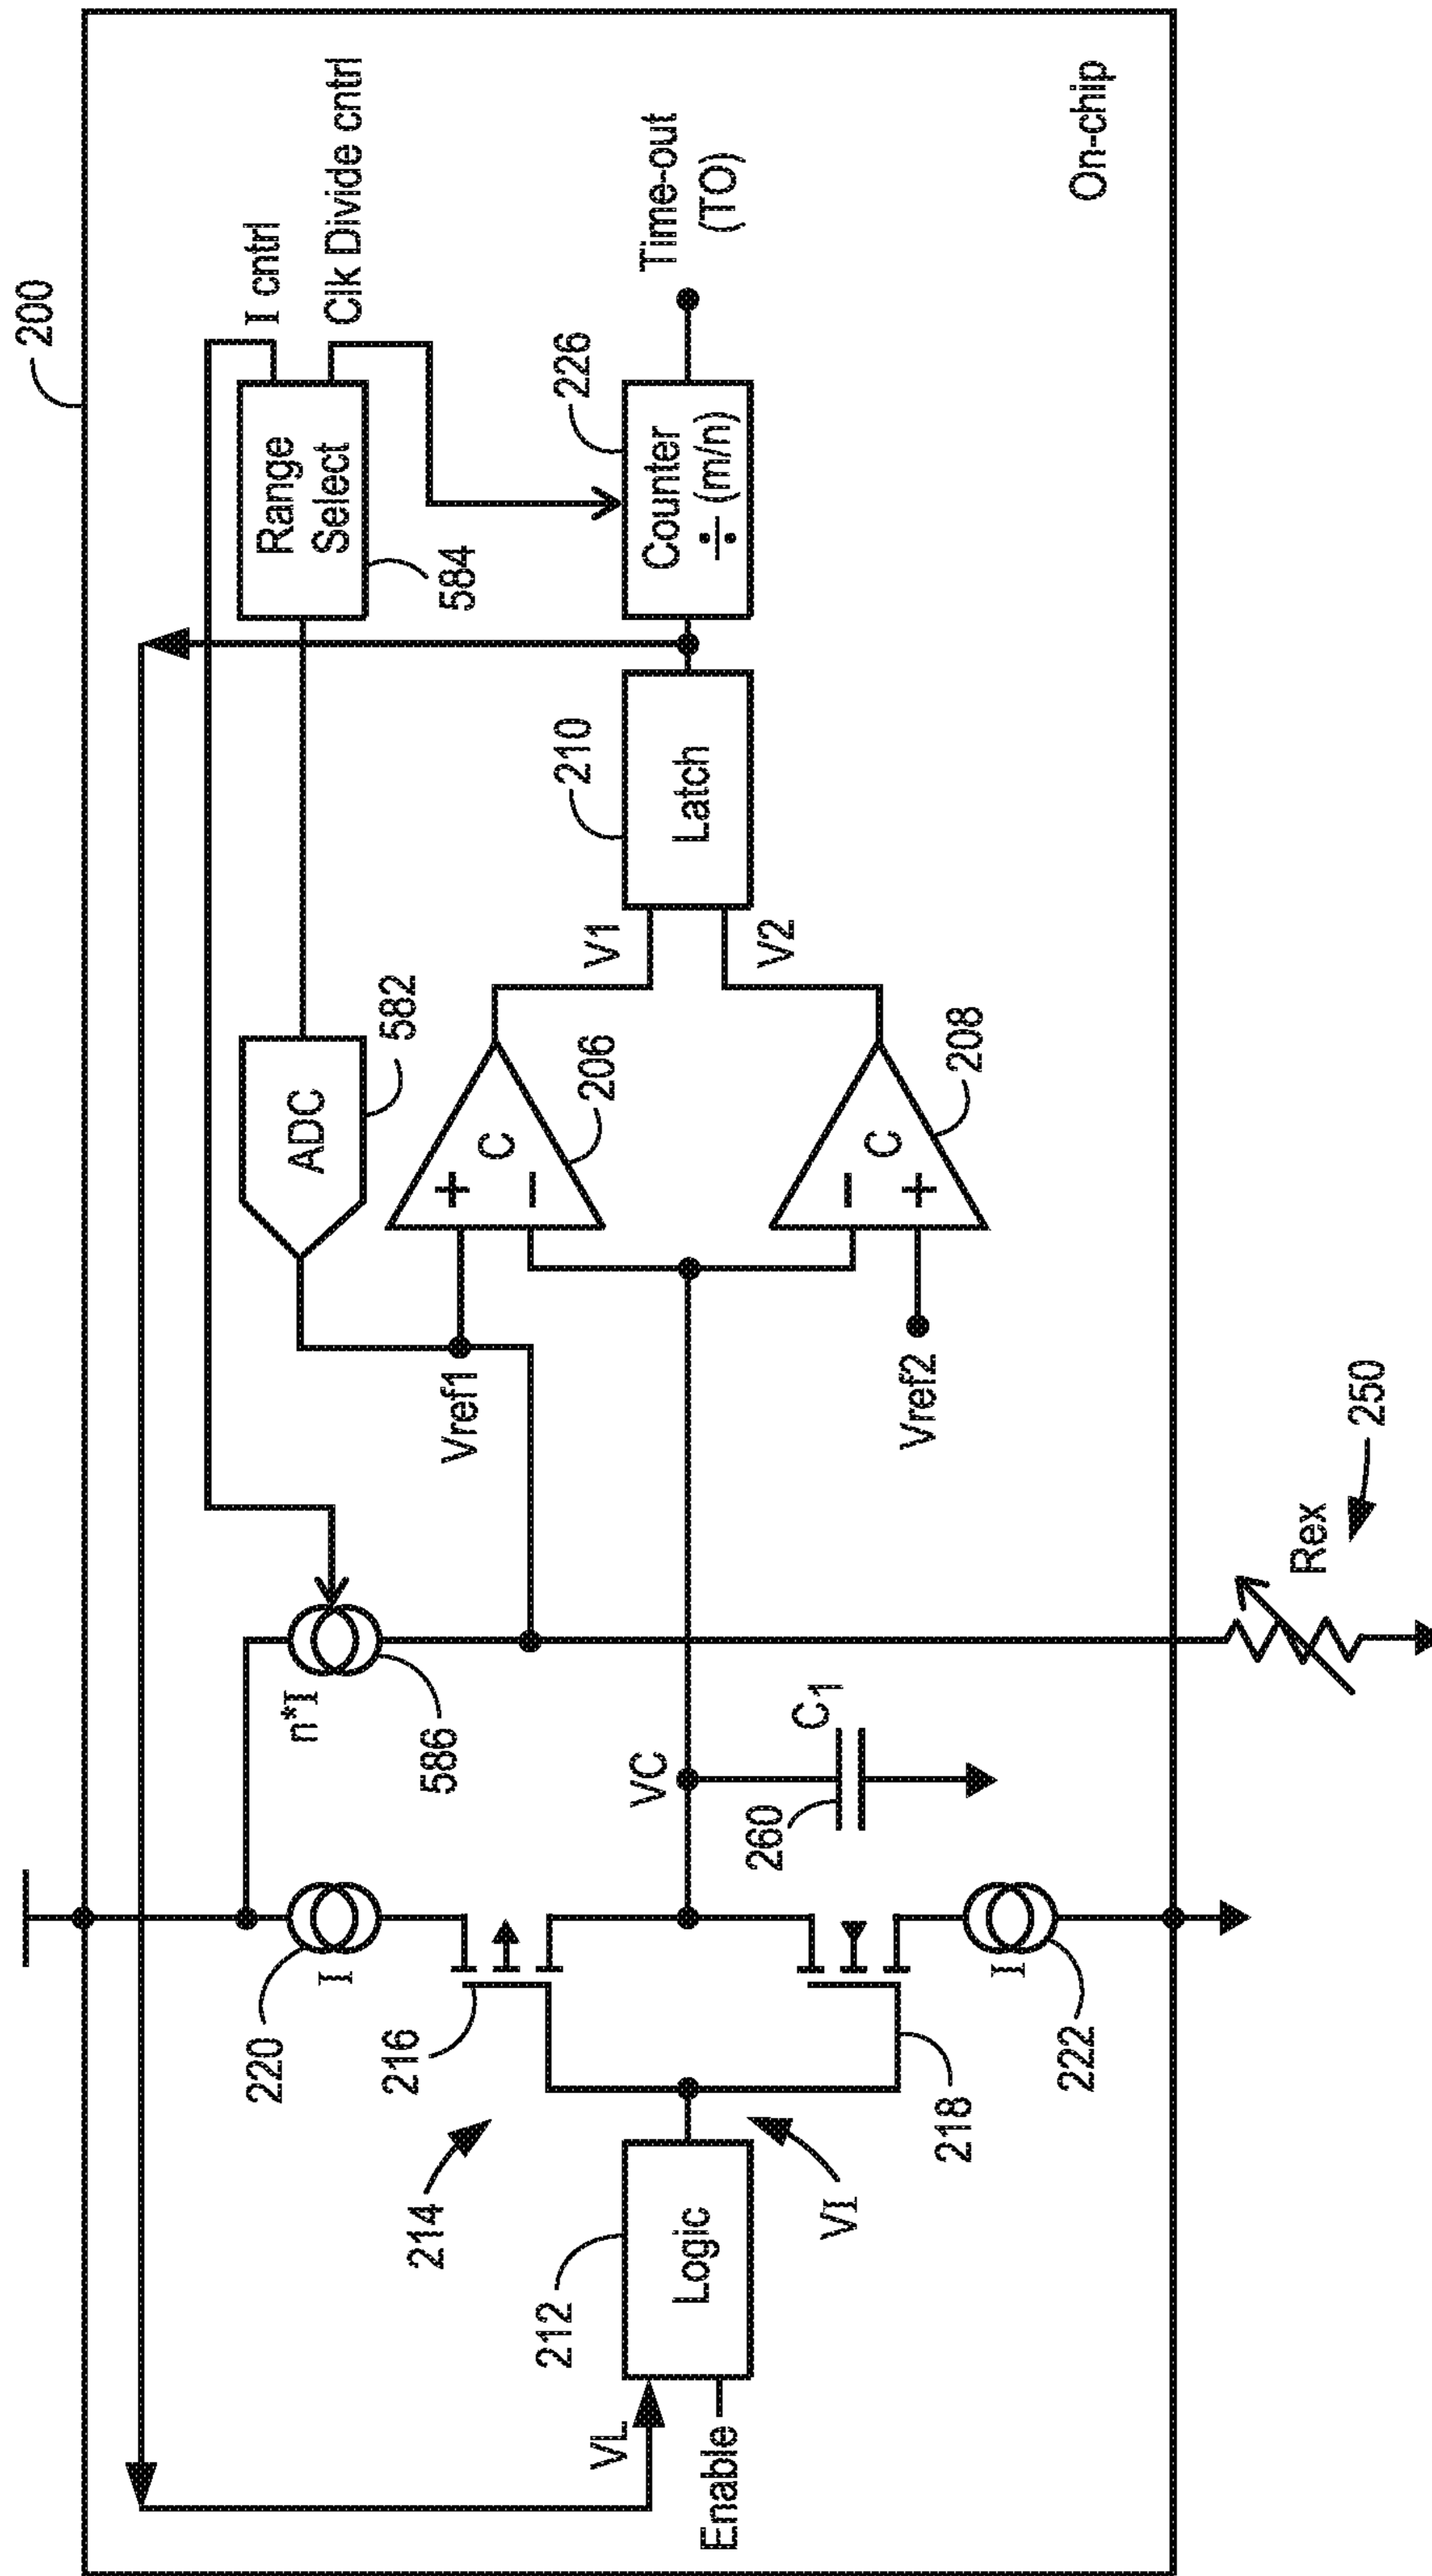 200
I cntrl
Clk Divide cntrl
Range
Select
584
ADC
582
n*I
586
220
I
216
214
Vref1
+
−
C
206
V1
210
Latch
226
Counter
÷ (m/n)
Time-out
(TO)
VL
212
Logic
Enable
VI
VC
260
C1
V2
−
+
C
208
Vref2
218
I
222
On-chip
Rex
250